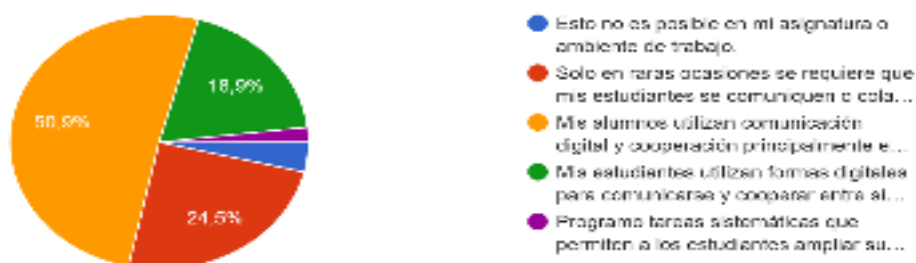 18,9%
50,9%
24,5%
Esto no es posible en mi asignatura o
ambiente de trabajo.
Solo en raras ocasiones se requiere que
mis estudiantes se comuniquen o cola...
Mis alumnos utilizan comunicación
digital y cooperación principalmente e...
Mis estudiantes utilizan formas digitales
para comunicarse y cooperar entre sí...
Programo tareas sistemáticas que
permiten a los estudiantes ampliar su...